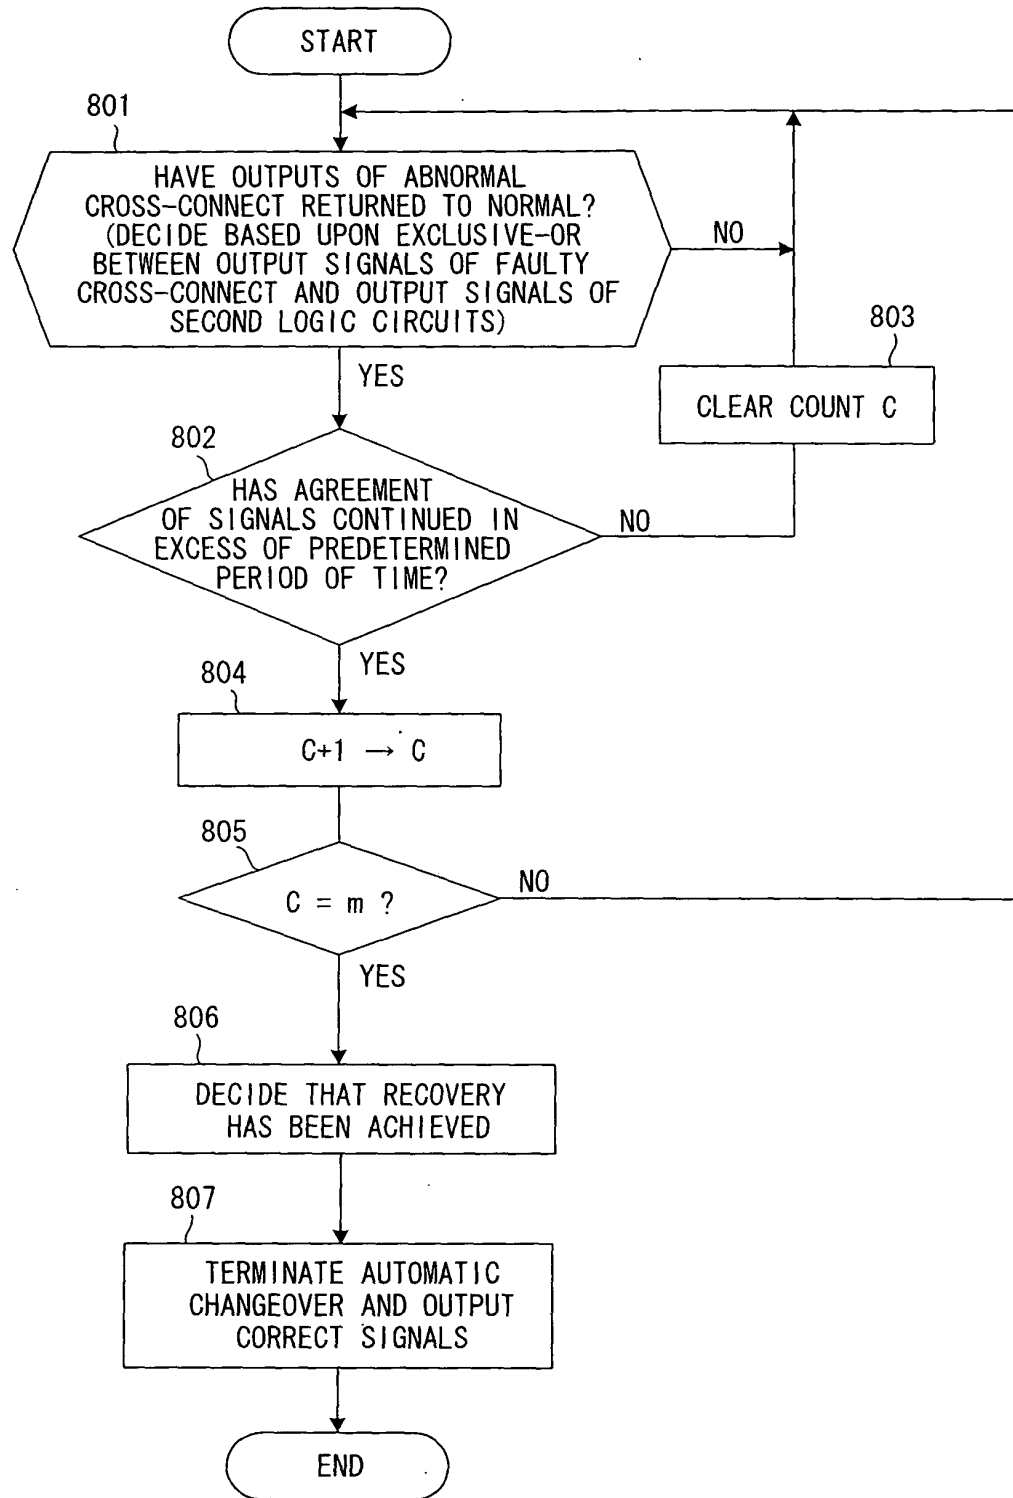 START
801
HAVE OUTPUTS OF ABNORMAL
CROSS-CONNECT RETURNED TO NORMAL?
(DECIDE BASED UPON EXCLUSIVE-OR
BETWEEN OUTPUT SIGNALS OF FAULTY
CROSS-CONNECT AND OUTPUT SIGNALS OF
SECOND LOGIC CIRCUITS)
NO
YES
803
CLEAR COUNT C
802
HAS AGREEMENT
OF SIGNALS CONTINUED IN
EXCESS OF PREDETERMINED
PERIOD OF TIME?
NO
YES
804
C+1 → C
805
C = m ?
NO
YES
806
DECIDE THAT RECOVERY
HAS BEEN ACHIEVED
807
TERMINATE AUTOMATIC
CHANGEOVER AND OUTPUT
CORRECT SIGNALS
END